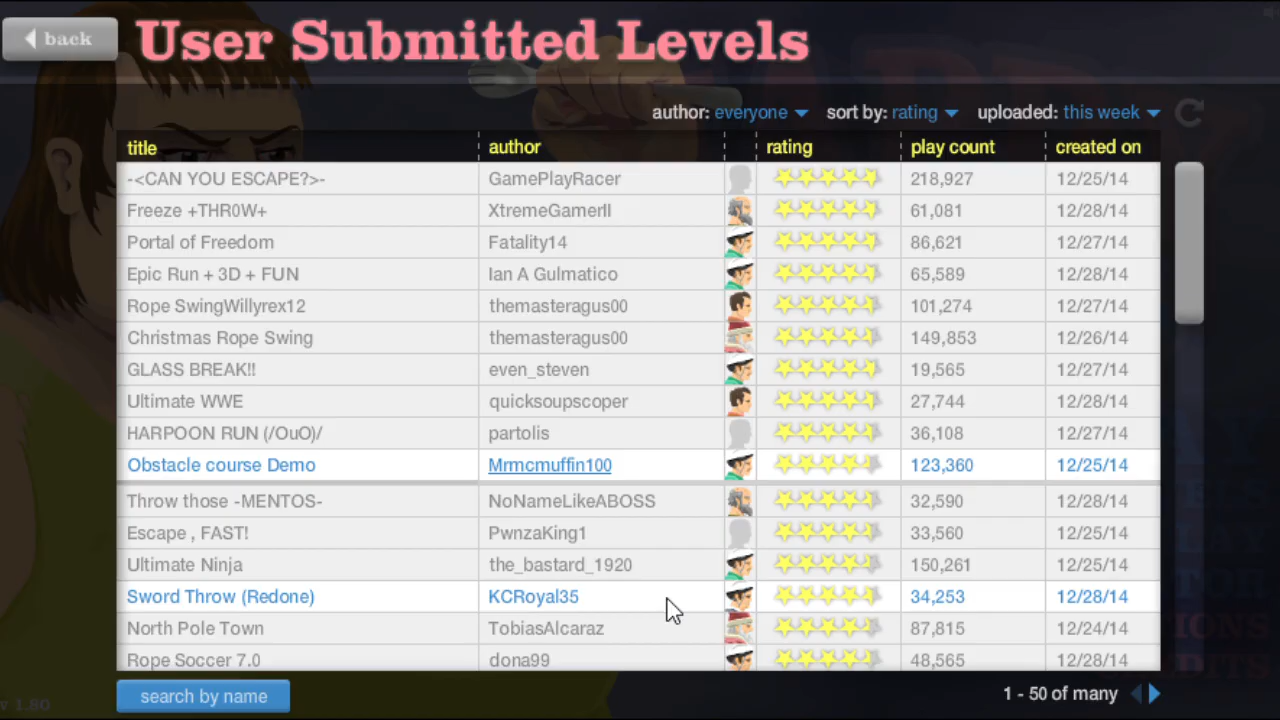 back
User Submitted Levels
author: everyone sort by: rating uploaded: this week
title author rating play count created on
-<CAN YOU ESCAPE?>- GamePlayRacer 218,927 12/25/14
Freeze +THR0W+ XtremeGamerII 61,081 12/28/14
Portal of Freedom Fatality14 86,621 12/27/14
Epic Run + 3D + FUN Ian A Gulmatico 65,589 12/28/14
Rope SwingWillyrex12 themasteragus00 101,274 12/27/14
Christmas Rope Swing themasteragus00 149,853 12/26/14
GLASS BREAK!! even_steven 19,565 12/27/14
Ultimate WWE quicksoupscoper 27,744 12/28/14
HARPOON RUN (/OuO)/ partolis 36,108 12/27/14
Obstacle course Demo Mrmcmuffin100 123,360 12/25/14
Throw those -MENTOS- NoNameLikeABOSS 32,590 12/28/14
Escape , FAST! PwnzaKing1 33,560 12/25/14
Ultimate Ninja the_bastard_1920 150,261 12/25/14
Sword Throw (Redone) KCRoyal35 34,253 12/28/14
North Pole Town TobiasAlcaraz 87,815 12/24/14
Rope Soccer 7.0 dona99 48,565 12/28/14
search by name 1 - 50 of many
v 1.80